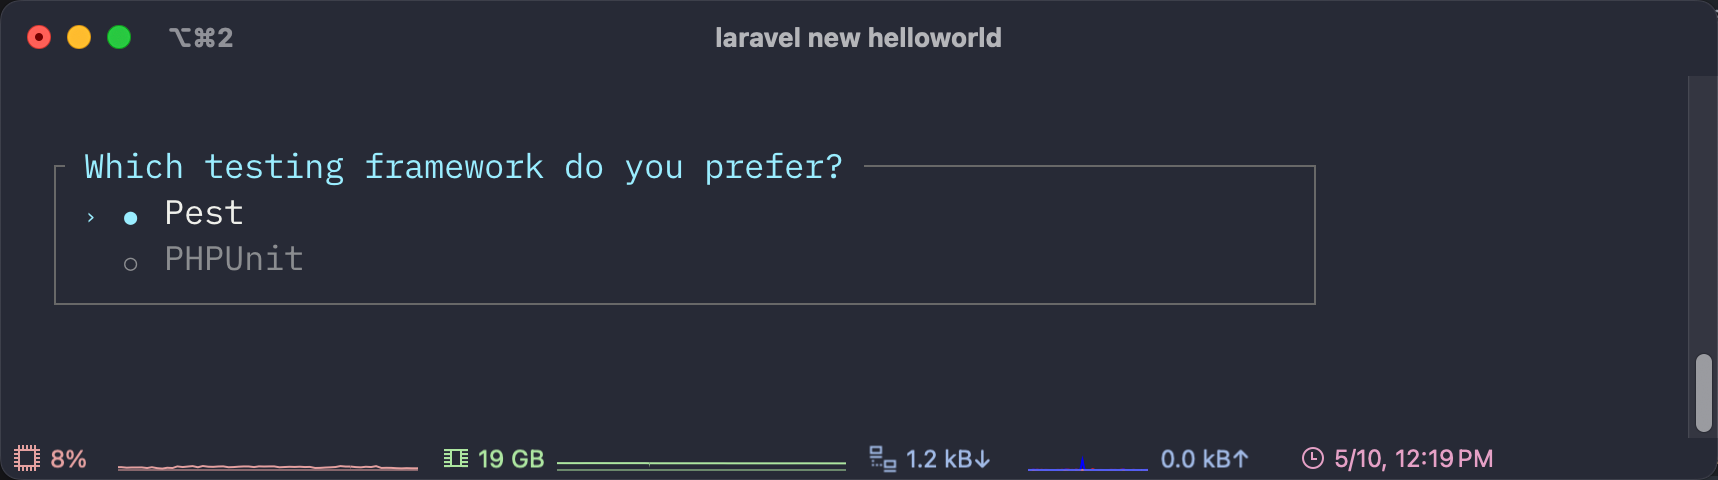 ⌥⌘2 laravel new helloworld
Which testing framework do you prefer?
› ● Pest
○ PHPUnit
8% 19 GB 1.2 kB↓ 0.0 kB↑ 5/10, 12:19 PM